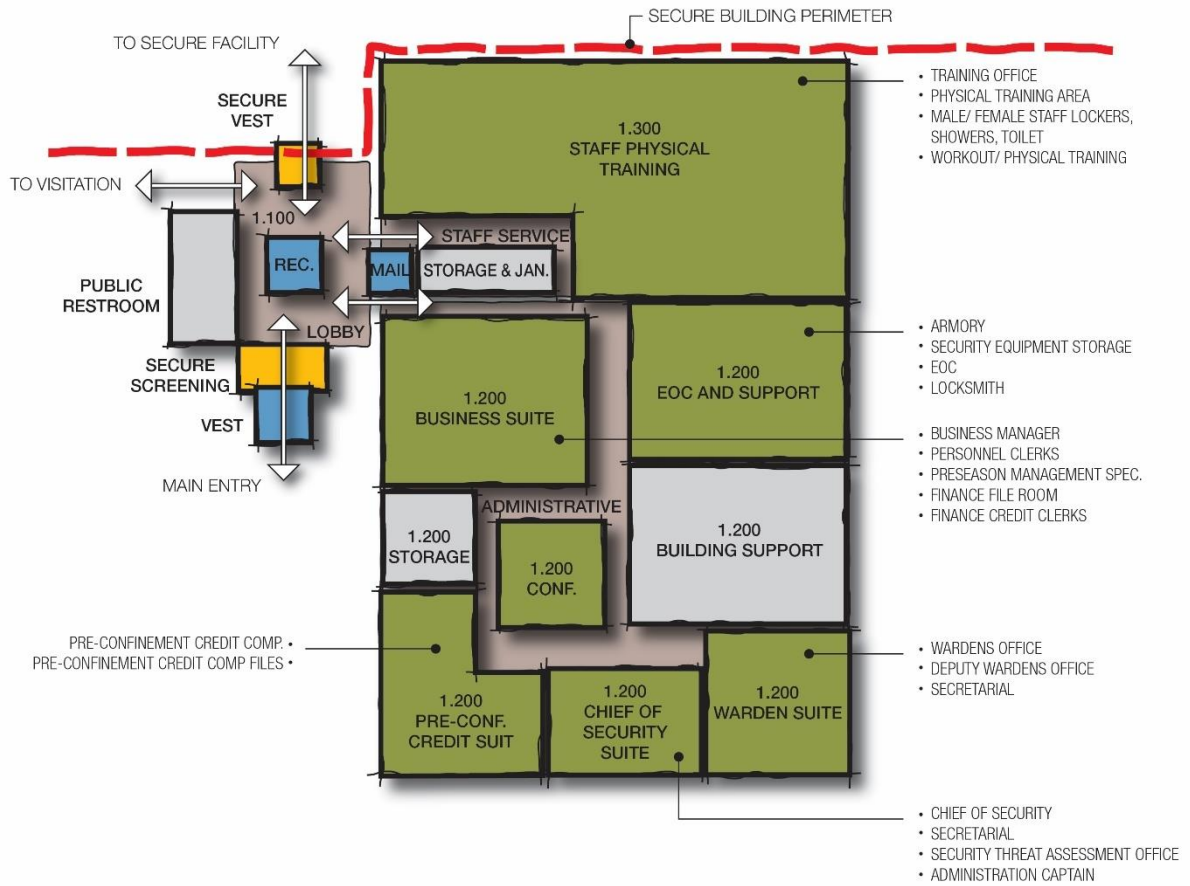 SECURE BUILDING PERIMETER
TO SECURE FACILITY
SECURE
VEST
TO VISITATION
1.100
REC.
PUBLIC
RESTROOM
LOBBY
SECURE
SCREENING
VEST
MAIN ENTRY
1.300
STAFF PHYSICAL
TRAINING
• TRAINING OFFICE
• PHYSICAL TRAINING AREA
• MALE/ FEMALE STAFF LOCKERS,
SHOWERS, TOILET
• WORKOUT/ PHYSICAL TRAINING
STAFF SERVICE
MAIL
STORAGE & JAN.
1.200
BUSINESS SUITE
1.200
EOC AND SUPPORT
• ARMORY
• SECURITY EQUIPMENT STORAGE
• EOC
• LOCKSMITH
• BUSINESS MANAGER
• PERSONNEL CLERKS
• PRESEASON MANAGEMENT SPEC.
• FINANCE FILE ROOM
• FINANCE CREDIT CLERKS
ADMINISTRATIVE
1.200
STORAGE
1.200
CONF.
1.200
BUILDING SUPPORT
PRE-CONFINEMENT CREDIT COMP. •
PRE-CONFINEMENT CREDIT COMP FILES •
1.200
PRE-CONF.
CREDIT SUIT
1.200
CHIEF OF
SECURITY
SUITE
1.200
WARDEN SUITE
• WARDENS OFFICE
• DEPUTY WARDENS OFFICE
• SECRETARIAL
• CHIEF OF SECURITY
• SECRETARIAL
• SECURITY THREAT ASSESSMENT OFFICE
• ADMINISTRATION CAPTAIN